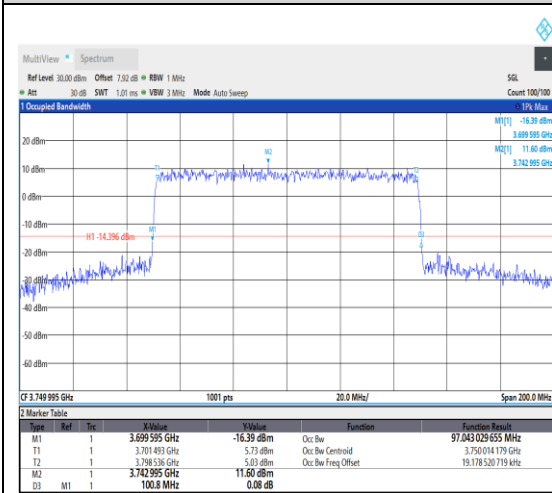 MultiView Spectrum
Ref Level 30.00 dBm Offset 7.92 dB RBW 1 MHz SGL
Att 30 dB SWT 1.01 ms VBW 3 MHz Mode Auto Sweep Count 100/100
1 Occupied Bandwidth 1Pk Max
M1[1] -16.39 dBm
3.699 595 GHz
M2[1] 11.60 dBm
3.742 995 GHz
20 dBm
M2
T1
10 dBm
0 dBm
-10 dBm
M1
H1 -14.396 dBm
D3
-20 dBm
-30 dBm
-40 dBm
-50 dBm
-60 dBm
CF 3.749 995 GHz 1001 pts 20.0 MHz/ Span 200.0 MHz
2 Marker Table
Type Ref Trc X-Value Y-Value Function Function Result
M1 1 3.699 595 GHz -16.39 dBm Occ Bw 97.043 029 655 MHz
T1 1 3.701 493 GHz 5.73 dBm Occ Bw Centroid 3.750 014 179 GHz
T2 1 3.798 536 GHz 5.03 dBm Occ Bw Freq Offset 19.178 520 719 kHz
M2 1 3.742 995 GHz 11.60 dBm
D3 M1 1 100.8 MHz 0.08 dB